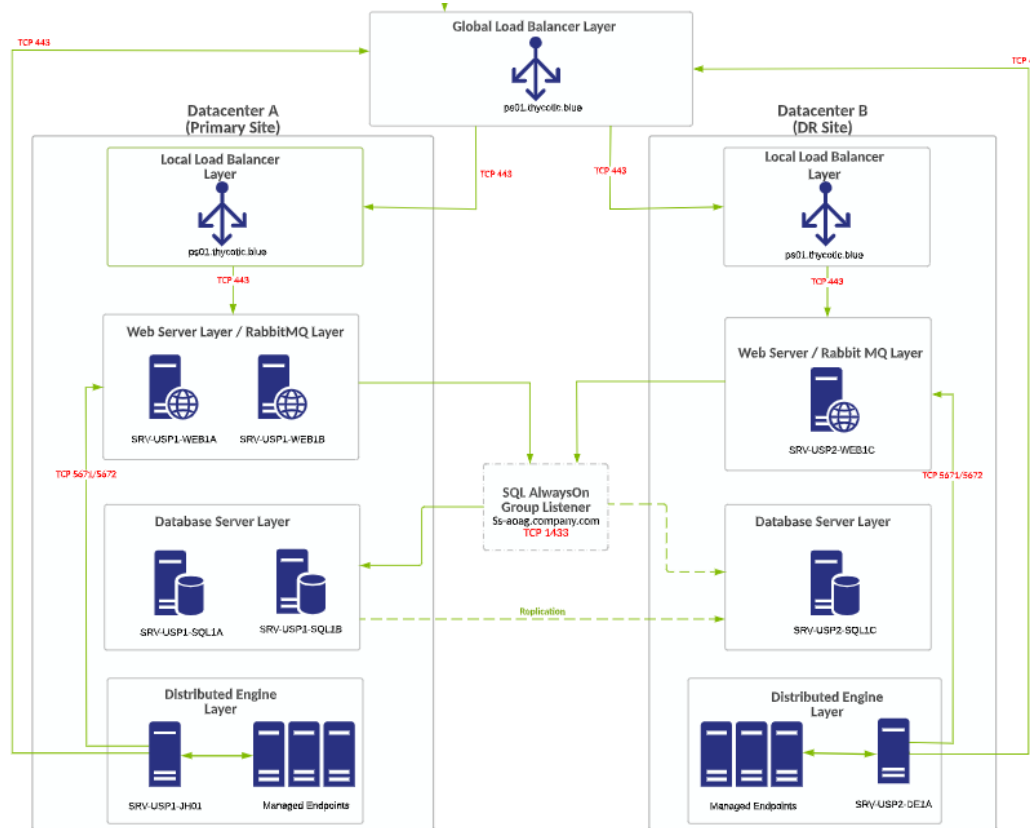 Global Load Balancer Layer
ps01.thycotic.blue
TCP 443
TCP 4
Datacenter A
(Primary Site)
Datacenter B
(DR Site)
TCP 443
TCP 443
Local Load Balancer
Layer
ps01.thycotic.blue
TCP 443
Local Load Balancer
Layer
ps01.thycotic.blue
TCP 443
Web Server Layer / RabbitMQ Layer
SRV-USP1-WEB1A
SRV-USP1-WEB1B
Web Server / Rabbit MQ Layer
SRV-USP2-WEB1C
TCP 5671/5672
TCP 5671/5672
SQL AlwaysOn
Group Listener
Ss-aoag.company.com
TCP 1433
Database Server Layer
SRV-USP1-SQL1A
SRV-USP1-SQL1B
Replication
Database Server Layer
SRV-USP2-SQL1C
Distributed Engine
Layer
SRV-USP1-JH01
Managed Endpoints
Distributed Engine
Layer
Managed Endpoints
SRV-USP2-DE1A